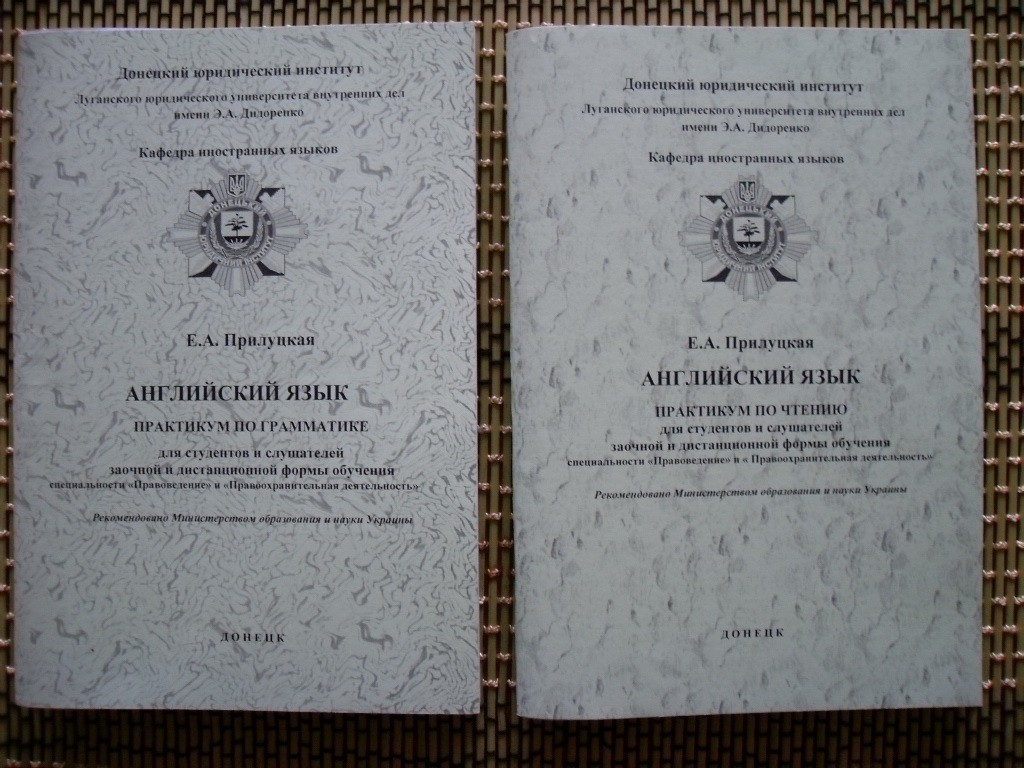 Донецкий юридический институт
Луганского юридического университета внутренних дел
имени Э.А. Дидоренко
Кафедра иностранных языков
Е.А. Прилуцкая
АНГЛИЙСКИЙ ЯЗЫК
ПРАКТИКУМ ПО ГРАММАТИКЕ
для студентов и слушателей
заочной и дистанционной формы обучения
специальности «Правоведение» и «Правоохранительная деятельность»
Рекомендовано Министерством образования и науки Украины
ДОНЕЦК
Донецкий юридический институт
Луганского юридического университета внутренних дел
имени Э.А. Дидоренко
Кафедра иностранных языков
Е.А. Прилуцкая
АНГЛИЙСКИЙ ЯЗЫК
ПРАКТИКУМ ПО ЧТЕНИЮ
для студентов и слушателей
заочной и дистанционной формы обучения
специальности «Правоведение» и « Правоохранительная деятельность»
Рекомендовано Министерством образования и науки Украины
ДОНЕЦК